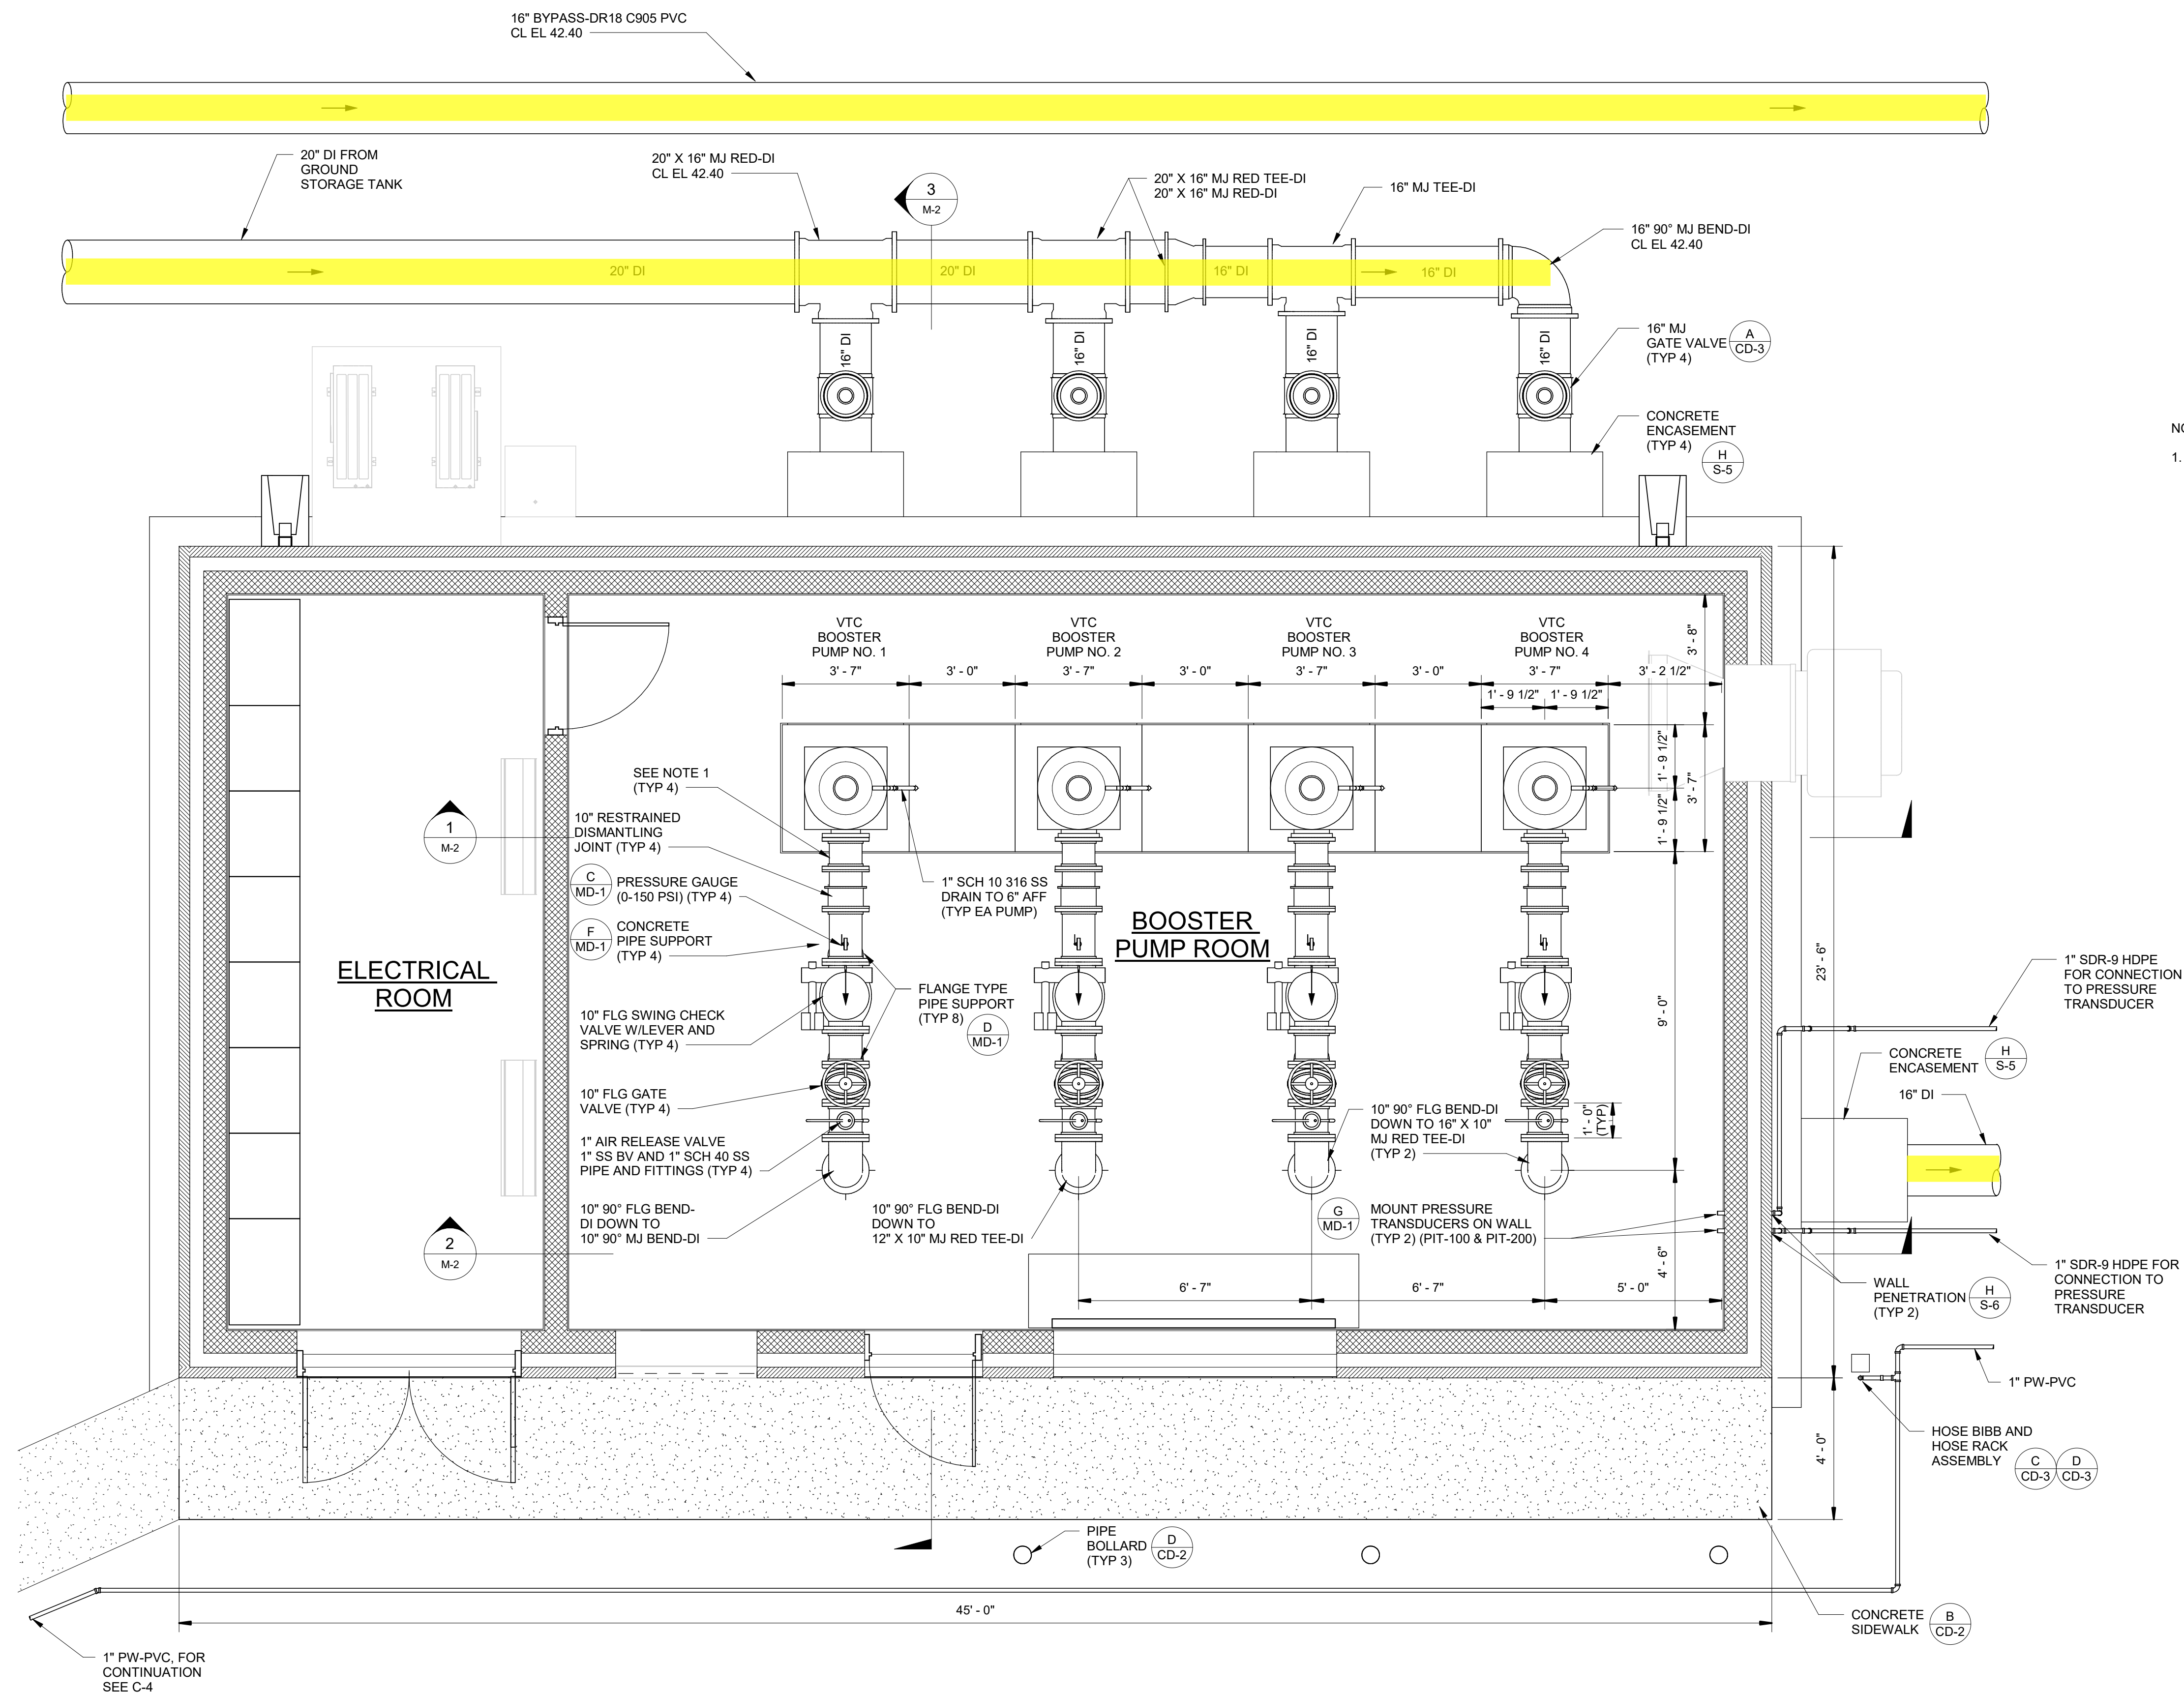 16" BYPASS-DR18 C905 PVC
CL EL 42.40
20" DI FROM
GROUND
STORAGE TANK
20" X 16" MJ RED-DI
CL EL 42.40
3
M-2
20" X 16" MJ RED TEE-DI
20" X 16" MJ RED-DI
16" MJ TEE-DI
16" 90° MJ BEND-DI
CL EL 42.40
20" DI
20" DI
16" DI
16" DI
16" DI
16" DI
16" DI
16" DI
16" MJ
GATE VALVE
(TYP 4)
A
CD-3
CONCRETE
ENCASEMENT
(TYP 4)
H
S-5
1.
VTC
BOOSTER
PUMP NO. 1
VTC
BOOSTER
PUMP NO. 2
VTC
BOOSTER
PUMP NO. 3
VTC
BOOSTER
PUMP NO. 4
3' - 7"
3' - 0"
3' - 7"
3' - 0"
3' - 7"
3' - 0"
3' - 7"
3' - 2 1/2"
1' - 9 1/2"
1' - 9 1/2"
3' - 8"
1' - 9 1/2"
1' - 9 1/2"
3' - 7"
SEE NOTE 1
(TYP 4)
10" RESTRAINED
DISMANTLING
JOINT (TYP 4)
1
M-2
C
MD-1
PRESSURE GAUGE
(0-150 PSI) (TYP 4)
F
MD-1
CONCRETE
PIPE SUPPORT
(TYP 4)
1" SCH 10 316 SS
DRAIN TO 6" AFF
(TYP EA PUMP)
BOOSTER
PUMP ROOM
ELECTRICAL
ROOM
FLANGE TYPE
PIPE SUPPORT
(TYP 8)
D
MD-1
10" FLG SWING CHECK
VALVE W/LEVER AND
SPRING (TYP 4)
10" FLG GATE
VALVE (TYP 4)
1" AIR RELEASE VALVE
1" SS BV AND 1" SCH 40 SS
PIPE AND FITTINGS (TYP 4)
10" 90° FLG BEND-
DI DOWN TO
10" 90° MJ BEND-DI
2
M-2
10" 90° FLG BEND-DI
DOWN TO
12" X 10" MJ RED TEE-DI
10" 90° FLG BEND-DI
DOWN TO 16" X 10"
MJ RED TEE-DI
(TYP 2)
1' - 0"
(TYP)
9' - 0"
G
MD-1
MOUNT PRESSURE
TRANSDUCERS ON WALL
(TYP 2) (PIT-100 & PIT-200)
4' - 6"
6' - 7"
6' - 7"
5' - 0"
23' - 6"
1" SDR-9 HDPE
FOR CONNECTION
TO PRESSURE
TRANSDUCER
CONCRETE
ENCASEMENT
H
S-5
16" DI
1" SDR-9 HDPE FOR
CONNECTION TO
PRESSURE
TRANSDUCER
WALL
PENETRATION
(TYP 2)
H
S-6
1" PW-PVC
HOSE BIBB AND
HOSE RACK
ASSEMBLY
C
CD-3
D
CD-3
4' - 0"
PIPE
BOLLARD
(TYP 3)
D
CD-2
45' - 0"
CONCRETE
SIDEWALK
B
CD-2
1" PW-PVC, FOR
CONTINUATION
SEE C-4